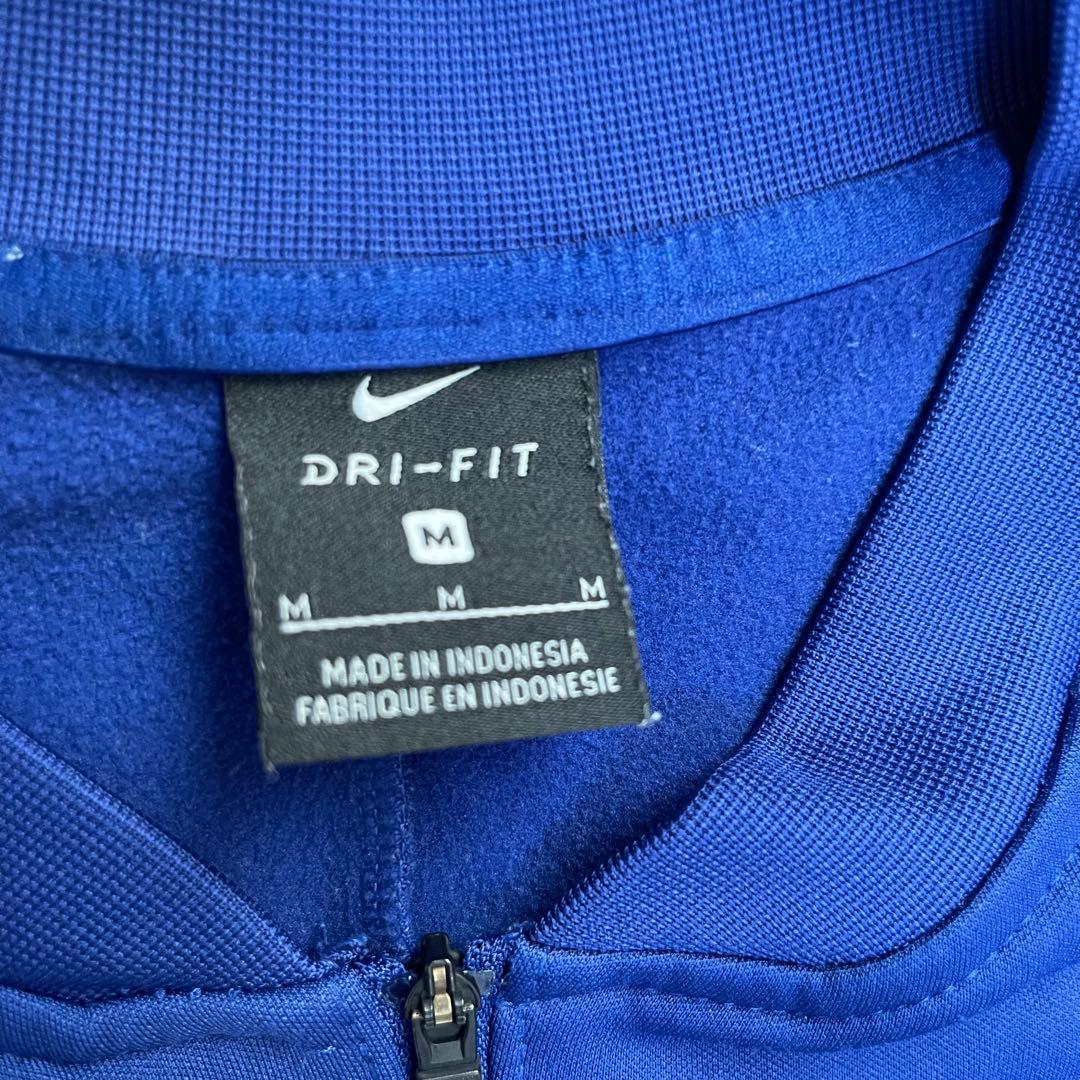 DRI-FIT
M
M M M
MADE IN INDONESIA
FABRIQUE EN INDONESIE